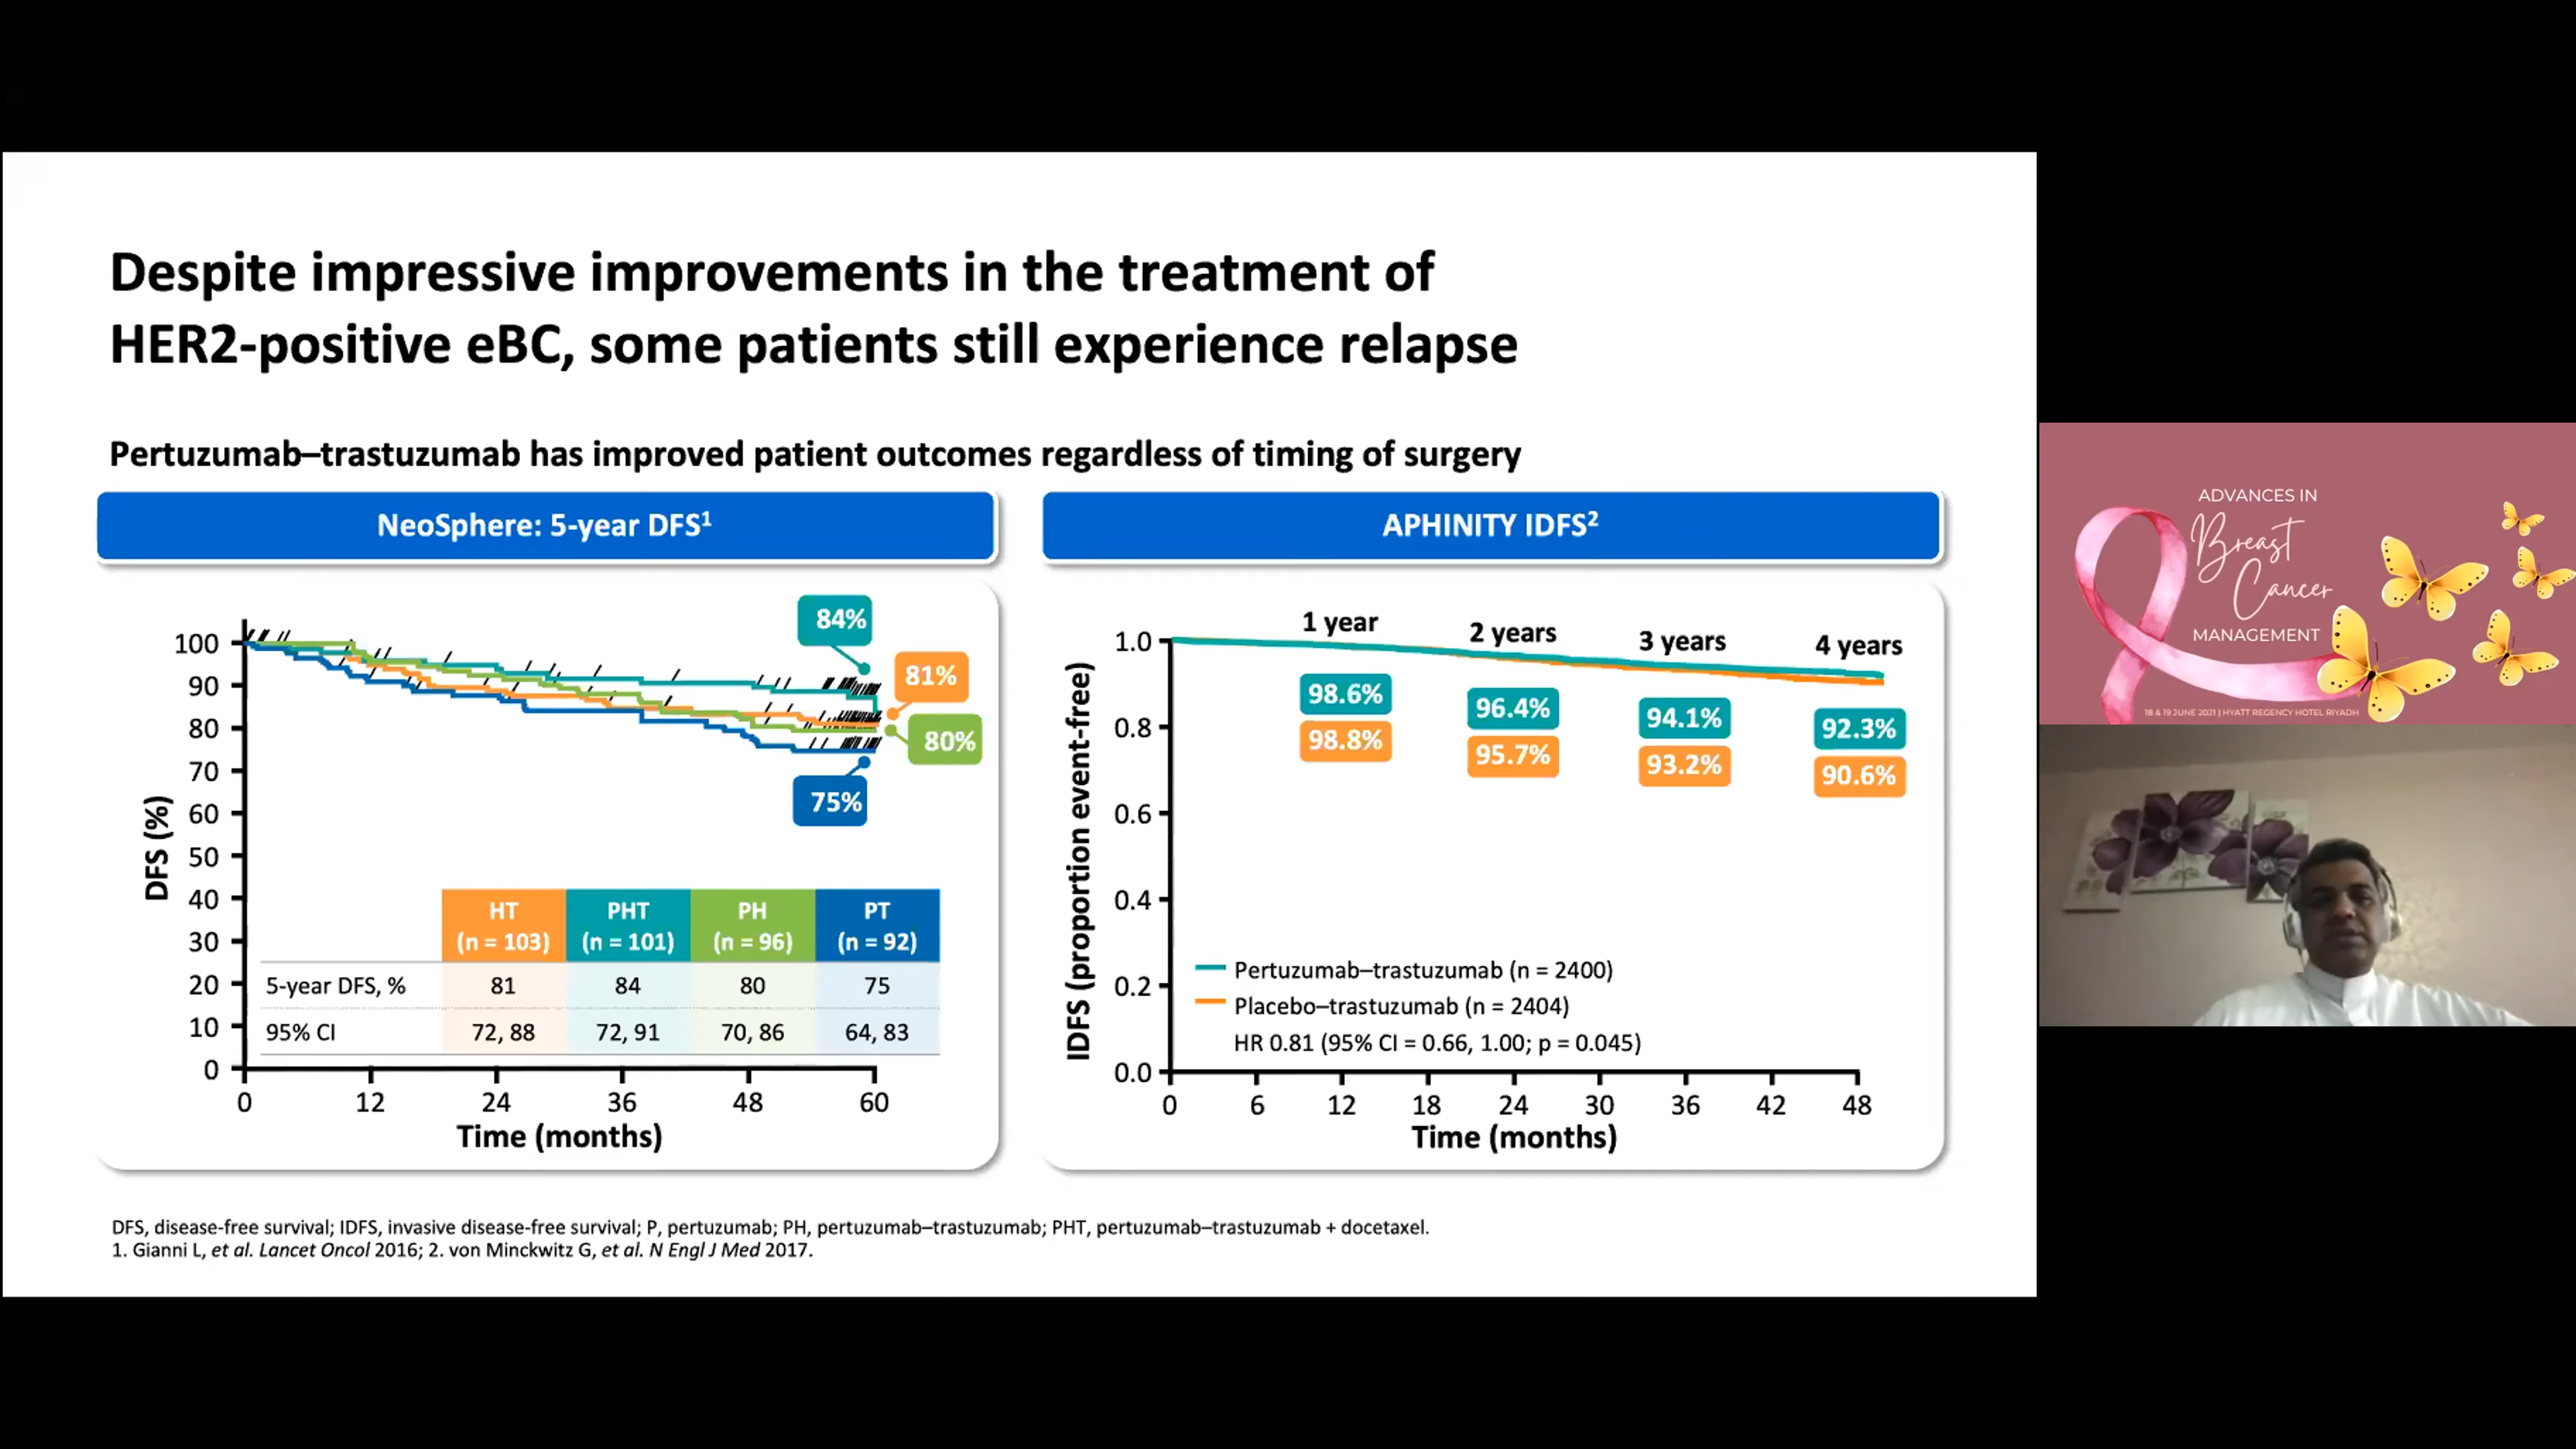 Despite impressive improvements in the treatment of
HER2-positive eBC, some patients still experience relapse
Pertuzumab–trastuzumab has improved patient outcomes regardless of timing of surgery
NeoSphere: 5-year DFS1
84%
81%
80%
75%
100
90
80
70
60
50
40
30
20
10
0
DFS (%)
HT PHT PH PT
(n = 103) (n = 101) (n = 96) (n = 92)
5-year DFS, % 81 84 80 75
95% CI 72, 88 72, 91 70, 86 64, 83
0 12 24 36 48 60
Time (months)
APHINITY IDFS2
1 year 2 years 3 years 4 years
98.6% 96.4% 94.1% 92.3%
98.8% 95.7% 93.2% 90.6%
1.0
0.8
0.6
0.4
0.2
0.0
IDFS (proportion event-free)
Pertuzumab–trastuzumab (n = 2400)
Placebo–trastuzumab (n = 2404)
HR 0.81 (95% CI = 0.66, 1.00; p = 0.045)
0 6 12 18 24 30 36 42 48
Time (months)
DFS, disease-free survival; IDFS, invasive disease-free survival; P, pertuzumab; PH, pertuzumab–trastuzumab; PHT, pertuzumab–trastuzumab + docetaxel.
1. Gianni L, et al. Lancet Oncol 2016; 2. von Minckwitz G, et al. N Engl J Med 2017.
ADVANCES IN
Breast
Cancer
MANAGEMENT
18 & 19 JUNE 2021 | HYATT REGENCY HOTEL RIYADH